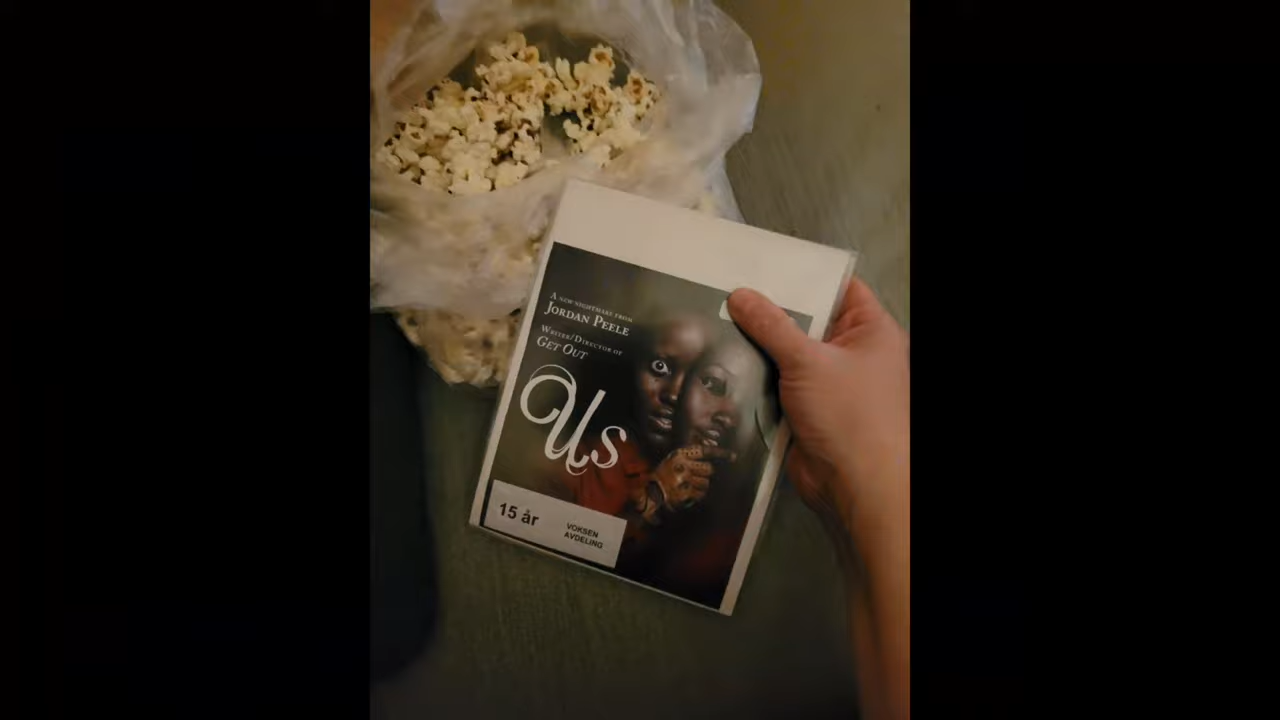 A NEW NIGHTMARE FROM
JORDAN PEELE
WRITER/DIRECTOR OF
GET OUT
Us
15 år
VOKSEN
AVDELING